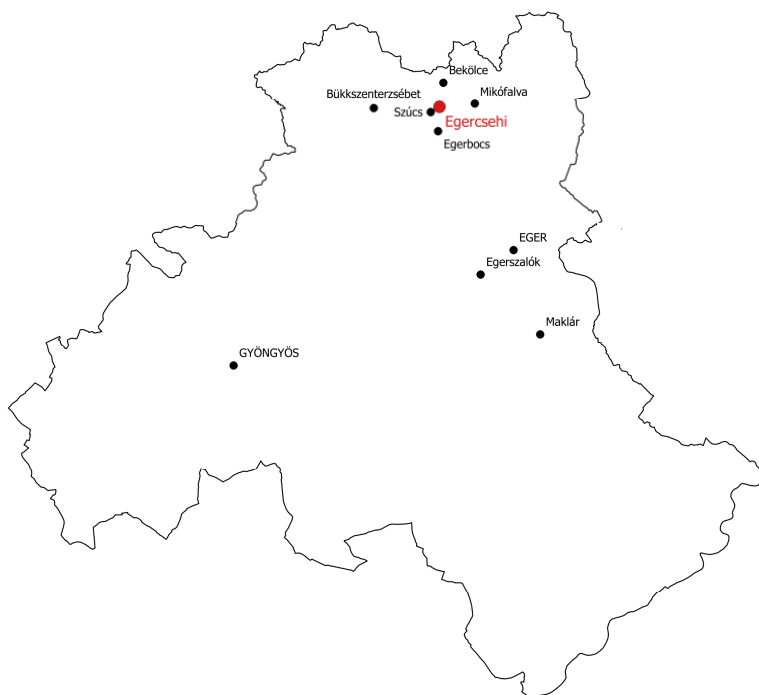 Bekölce
Bükkszenterzsébet
Mikófalva
Szúcs
Egercsehi
Egerbocs
EGER
Egerszalók
Maklár
GYÖNGYÖS